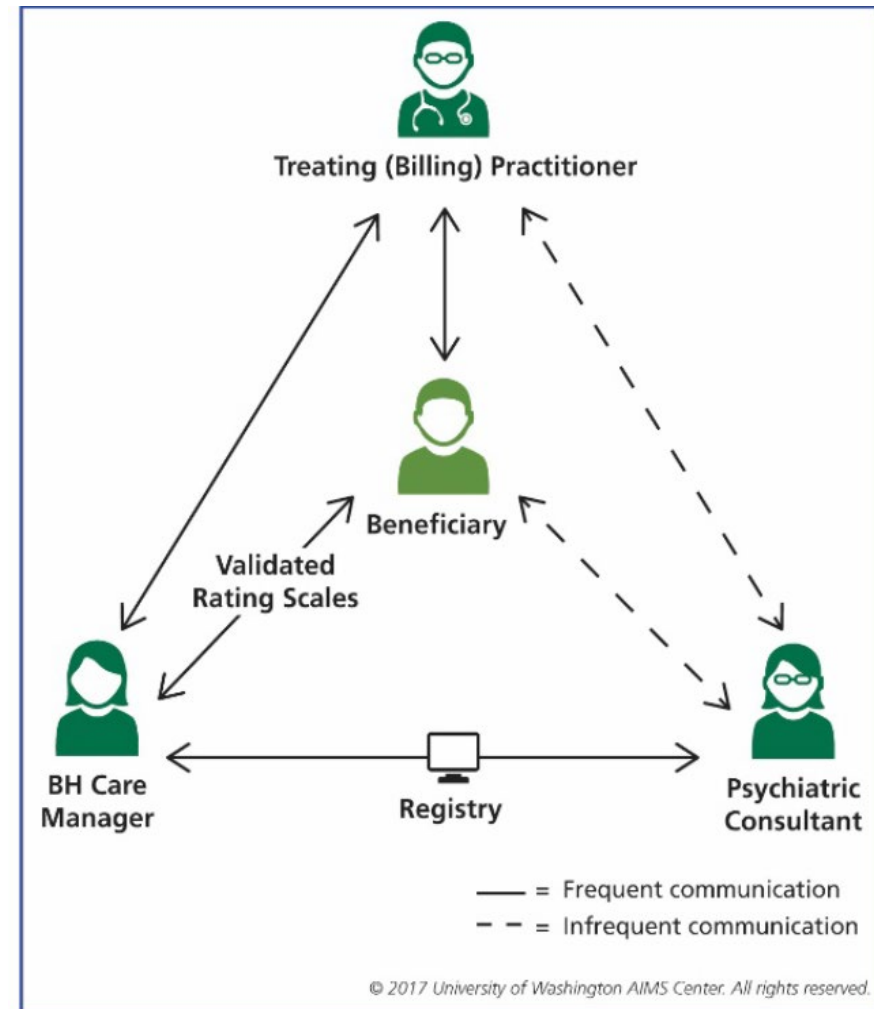 Treating (Billing) Practitioner
Beneficiary
Validated
Rating Scales
BH Care
Manager
Registry
Psychiatric
Consultant
= Frequent communication
= Infrequent communication
© 2017 University of Washington AIMS Center. All rights reserved.